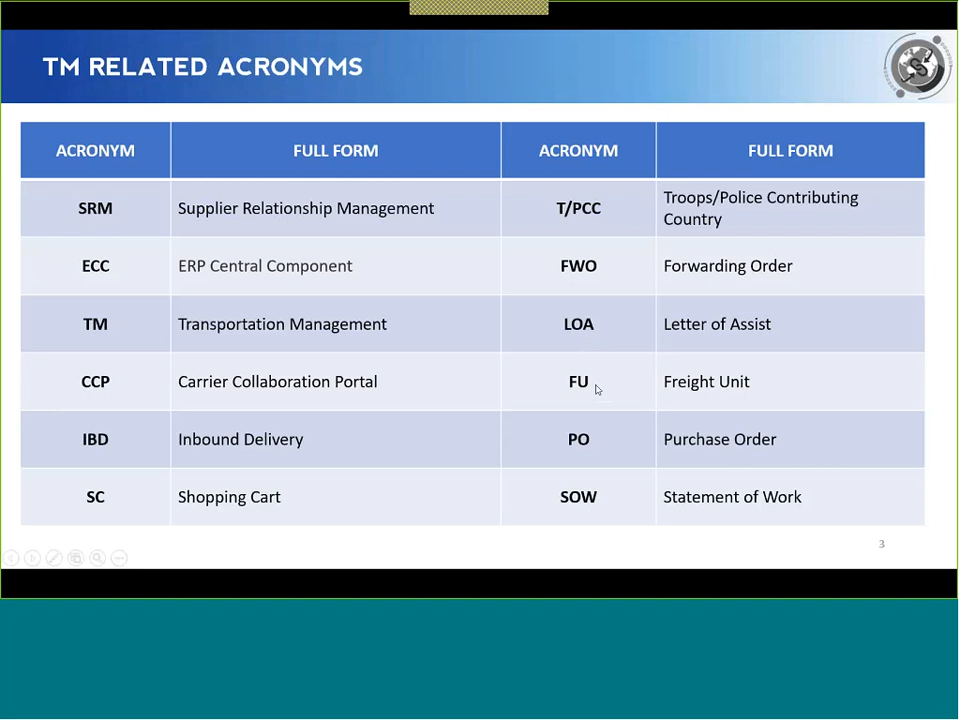 TM RELATED ACRONYMS
ACRONYM FULL FORM ACRONYM FULL FORM
SRM Supplier Relationship Management T/PCC Troops/Police Contributing
Country
ECC ERP Central Component FWO Forwarding Order
TM Transportation Management LOA Letter of Assist
CCP Carrier Collaboration Portal FU Freight Unit
IBD Inbound Delivery PO Purchase Order
SC Shopping Cart SOW Statement of Work
3